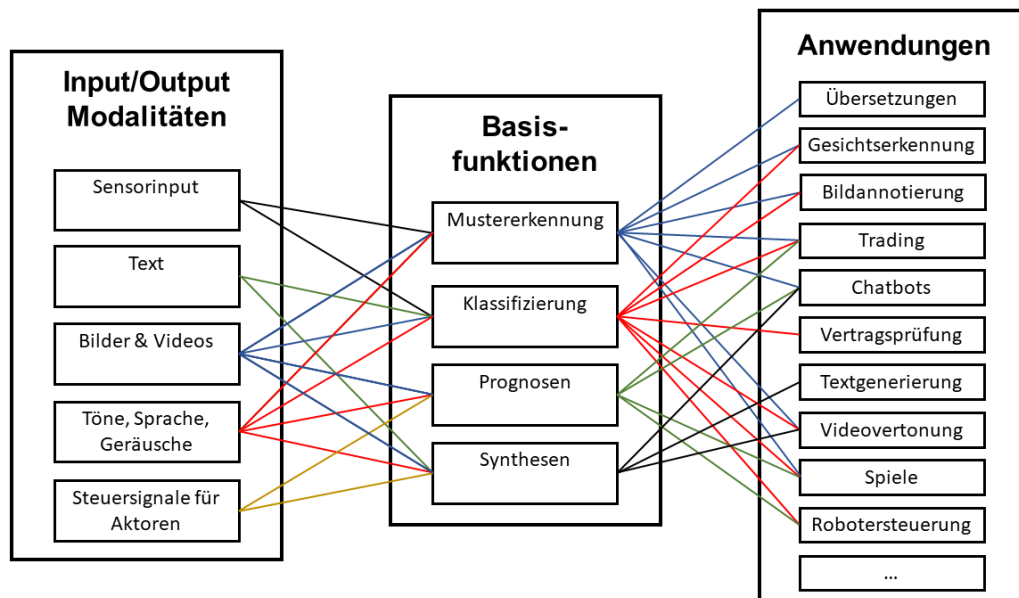 Input/Output
Modalitäten
Sensorinput
Text
Bilder & Videos
Töne, Sprache,
Geräusche
Steuersignale für
Aktoren
Basis-
funktionen
Mustererkennung
Klassifizierung
Prognosen
Synthesen
Anwendungen
Übersetzungen
Gesichtserkennung
Bildannotierung
Trading
Chatbots
Vertragsprüfung
Textgenerierung
Videovertonung
Spiele
Robotersteuerung
...